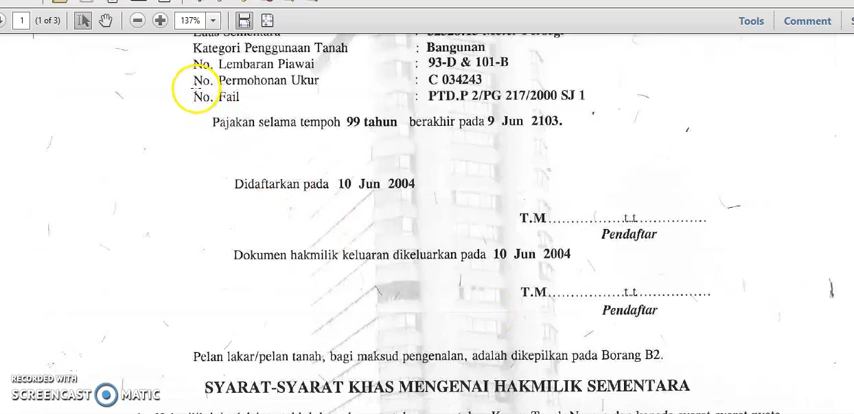 1 (1 of 3) 137% Tools Comment
Luas Sementara :
Kategori Penggunaan Tanah : Bangunan
No. Lembaran Piawai : 93-D & 101-B
No. Permohonan Ukur : C 034243
No. Fail : PTD.P 2/PG 217/2000 SJ 1
Pajakan selama tempoh 99 tahun berakhir pada 9 Jun 2103.
Didaftarkan pada 10 Jun 2004
T.M..................t.t..................
Pendaftar
Dokumen hakmilik keluaran dikeluarkan pada 10 Jun 2004
T.M..................t.t..................
Pendaftar
Pelan lakar/pelan tanah, bagi maksud pengenalan, adalah dikepilkan pada Borang B2.
SYARAT-SYARAT KHAS MENGENAI HAKMILIK SEMENTARA
RECORDED WITH
SCREENCAST MATIC